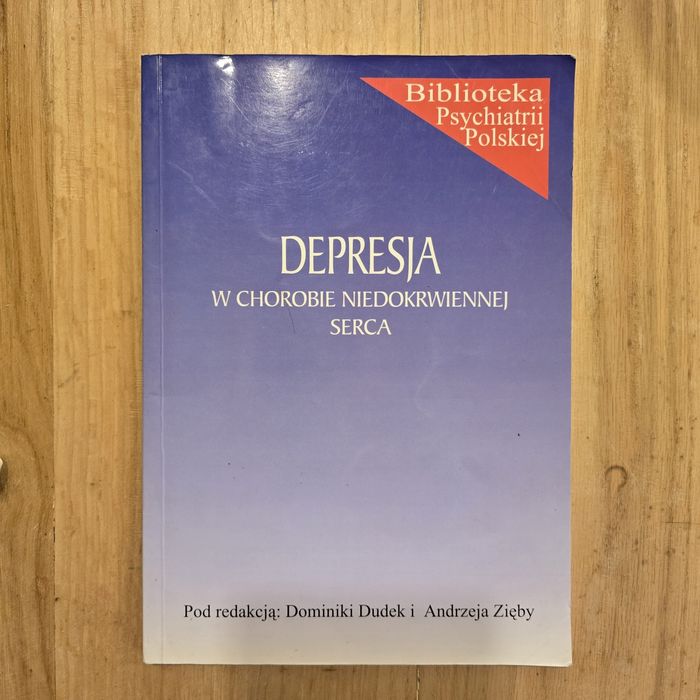 Biblioteka
Psychiatrii
Polskiej
DEPRESJA
W CHOROBIE NIEDOKRWIENNEJ
SERCA
Pod redakcją: Dominiki Dudek i Andrzeja Zięby